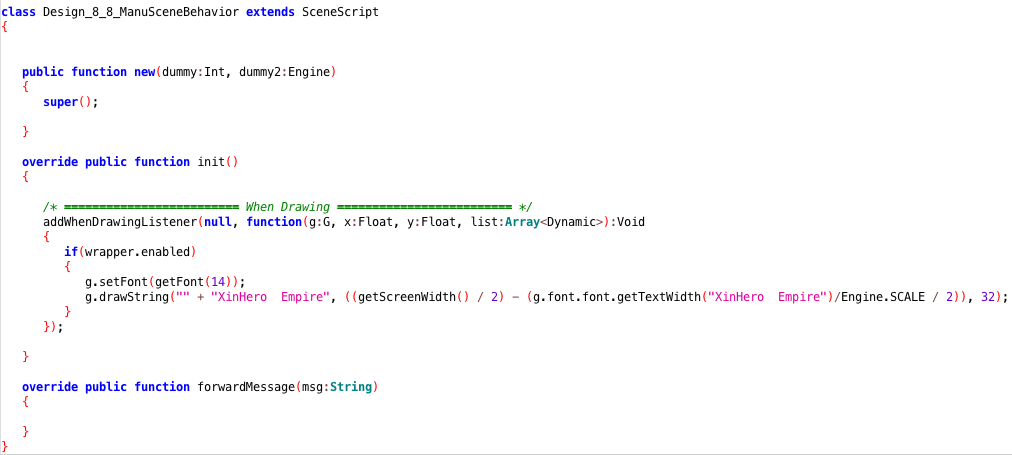 class Design_8_8_ManuSceneBehavior extends SceneScript
{
public function new(dummy:Int, dummy2:Engine)
{
super();
}
override public function init()
{
/* ========================= When Drawing ========================= */
addWhenDrawingListener(null, function(g:G, x:Float, y:Float, list:Array<Dynamic>):Void
{
if(wrapper.enabled)
{
g.setFont(getFont(14));
g.drawString("" + "XinHero  Empire", ((getScreenWidth() / 2) - (g.font.font.getTextWidth("XinHero  Empire")/Engine.SCALE / 2)), 32);
}
});
}
override public function forwardMessage(msg:String)
{
}
}